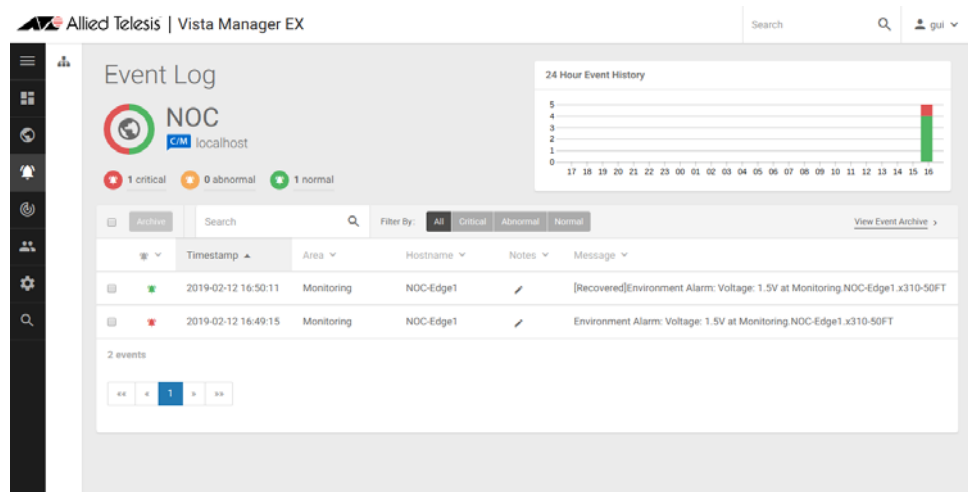 Allied Telesis | Vista Manager EX
Search
gui
Event Log
NOC
C/M localhost
1 critical
0 abnormal
1 normal
24 Hour Event History
5
4
3
2
1
0
17 18 19 20 21 22 23 00 01 02 03 04 05 06 07 08 09 10 11 12 13 14 15 16
Archive
Search
Filter By: All Critical Abnormal Normal
View Event Archive >
Timestamp Area Hostname Notes Message
2019-02-12 16:50:11 Monitoring NOC-Edge1 [Recovered]Environment Alarm: Voltage: 1.5V at Monitoring.NOC-Edge1.x310-50FT
2019-02-12 16:49:15 Monitoring NOC-Edge1 Environment Alarm: Voltage: 1.5V at Monitoring.NOC-Edge1.x310-50FT
2 events
«« « 1 » »»